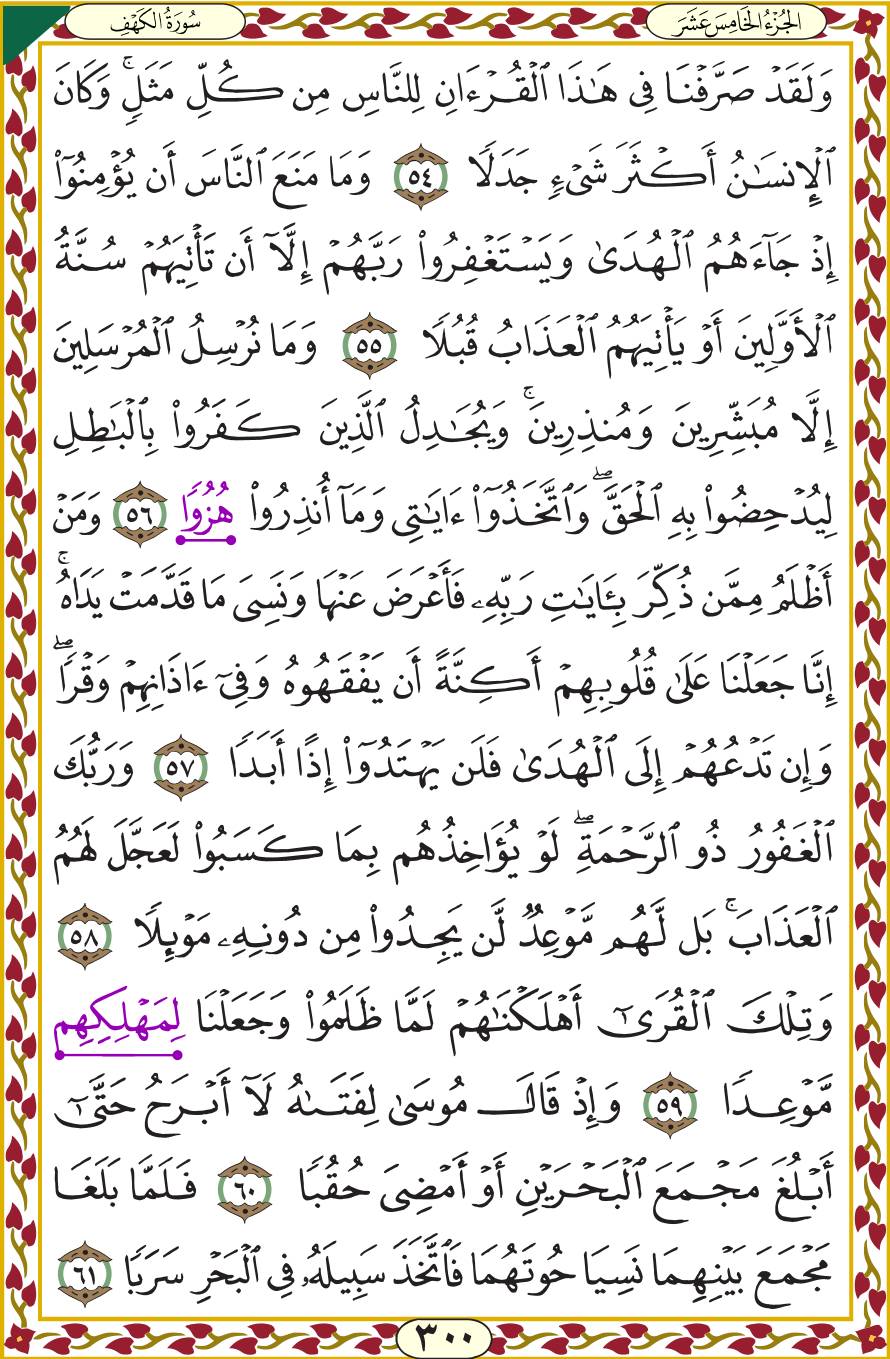 الجُزْءُ الخَامِسَ عَشَرَ
سُورَةُ الكَهْفِ
وَلَقَدۡ صَرَّفۡنَا فِي هَٰذَا ٱلۡقُرۡءَانِ لِلنَّاسِ مِن كُلِّ مَثَلٖۚ وَكَانَ
ٱلۡإِنسَٰنُ أَكۡثَرَ شَيۡءٖ جَدَلٗا ٥٤ وَمَا مَنَعَ ٱلنَّاسَ أَن يُؤۡمِنُوٓاْ
إِذۡ جَآءَهُمُ ٱلۡهُدَىٰ وَيَسۡتَغۡفِرُواْ رَبَّهُمۡ إِلَّآ أَن تَأۡتِيَهُمۡ سُنَّةُ
ٱلۡأَوَّلِينَ أَوۡ يَأۡتِيَهُمُ ٱلۡعَذَابُ قُبُلٗا ٥٥ وَمَا نُرۡسِلُ ٱلۡمُرۡسَلِينَ
إِلَّا مُبَشِّرِينَ وَمُنذِرِينَۚ وَيُجَٰدِلُ ٱلَّذِينَ كَفَرُواْ بِٱلۡبَٰطِلِ
لِيُدۡحِضُواْ بِهِ ٱلۡحَقَّۖ وَٱتَّخَذُوٓاْ ءَايَٰتِي وَمَآ أُنذِرُواْ هُزُوٗا ٥٦ وَمَنۡ
أَظۡلَمُ مِمَّن ذُكِّرَ بِـَٔايَٰتِ رَبِّهِۦ فَأَعۡرَضَ عَنۡهَا وَنَسِيَ مَا قَدَّمَتۡ يَدَاهُۚ
إِنَّا جَعَلۡنَا عَلَىٰ قُلُوبِهِمۡ أَكِنَّةً أَن يَفۡقَهُوهُ وَفِيٓ ءَاذَانِهِمۡ وَقۡرٗاۖ
وَإِن تَدۡعُهُمۡ إِلَى ٱلۡهُدَىٰ فَلَن يَهۡتَدُوٓاْ إِذًا أَبَدٗا ٥٧ وَرَبُّكَ
ٱلۡغَفُورُ ذُو ٱلرَّحۡمَةِۖ لَوۡ يُؤَاخِذُهُم بِمَا كَسَبُواْ لَعَجَّلَ لَهُمُ
ٱلۡعَذَابَۚ بَل لَّهُم مَّوۡعِدٞ لَّن يَجِدُواْ مِن دُونِهِۦ مَوۡئِلٗا ٥٨
وَتِلۡكَ ٱلۡقُرَىٰٓ أَهۡلَكۡنَٰهُمۡ لَمَّا ظَلَمُواْ وَجَعَلۡنَا لِمَهۡلِكِهِم
مَّوۡعِدٗا ٥٩ وَإِذۡ قَالَ مُوسَىٰ لِفَتَىٰهُ لَآ أَبۡرَحُ حَتَّىٰٓ
أَبۡلُغَ مَجۡمَعَ ٱلۡبَحۡرَيۡنِ أَوۡ أَمۡضِيَ حُقُبٗا ٦٠ فَلَمَّا بَلَغَا
مَجۡمَعَ بَيۡنِهِمَا نَسِيَا حُوتَهُمَا فَٱتَّخَذَ سَبِيلَهُۥ فِي ٱلۡبَحۡرِ سَرَبٗا ٦١
٣٠٠